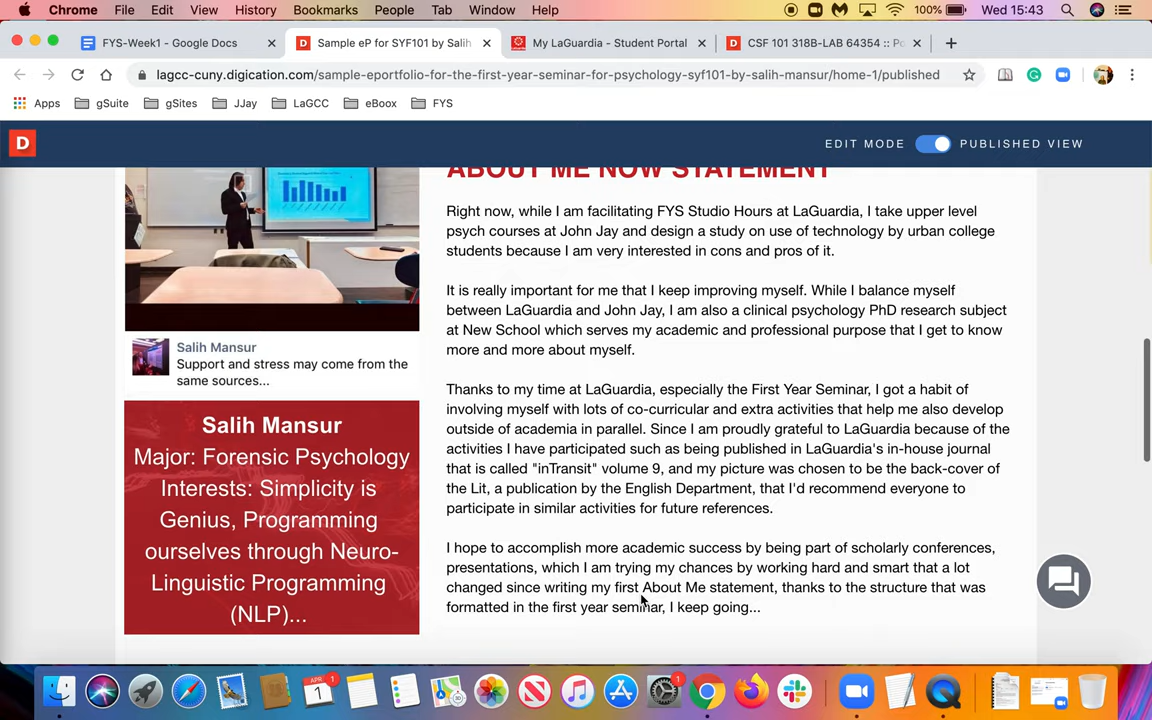 Chrome File Edit View History Bookmarks People Tab Window Help 100% Wed 15:43
FYS-Week1 - Google Docs × Sample eP for SYF101 by Salih × My LaGuardia - Student Portal × CSF 101 318B-LAB 64354 :: Po ×
lagcc-cuny.digication.com/sample-eportfolio-for-the-first-year-seminar-for-psychology-syf101-by-salih-mansur/home-1/published
Apps gSuite gSites JJay LaGCC eBoox FYS
D EDIT MODE PUBLISHED VIEW
ABOUT ME NOW STATEMENT
Right now, while I am facilitating FYS Studio Hours at LaGuardia, I take upper level
psych courses at John Jay and design a study on use of technology by urban college
students because I am very interested in cons and pros of it.
It is really important for me that I keep improving myself. While I balance myself
between LaGuardia and John Jay, I am also a clinical psychology PhD research subject
at New School which serves my academic and professional purpose that I get to know
more and more about myself.
Thanks to my time at LaGuardia, especially the First Year Seminar, I got a habit of
involving myself with lots of co-curricular and extra activities that help me also develop
outside of academia in parallel. Since I am proudly grateful to LaGuardia because of the
activities I have participated such as being published in LaGuardia's in-house journal
that is called "inTransit" volume 9, and my picture was chosen to be the back-cover of
the Lit, a publication by the English Department, that I'd recommend everyone to
participate in similar activities for future references.
I hope to accomplish more academic success by being part of scholarly conferences,
presentations, which I am trying my chances by working hard and smart that a lot
changed since writing my first About Me statement, thanks to the structure that was
formatted in the first year seminar, I keep going...
Salih Mansur
Support and stress may come from the
same sources...
Salih Mansur
Major: Forensic Psychology
Interests: Simplicity is
Genius, Programming
ourselves through Neuro-
Linguistic Programming
(NLP)...
1
1
1